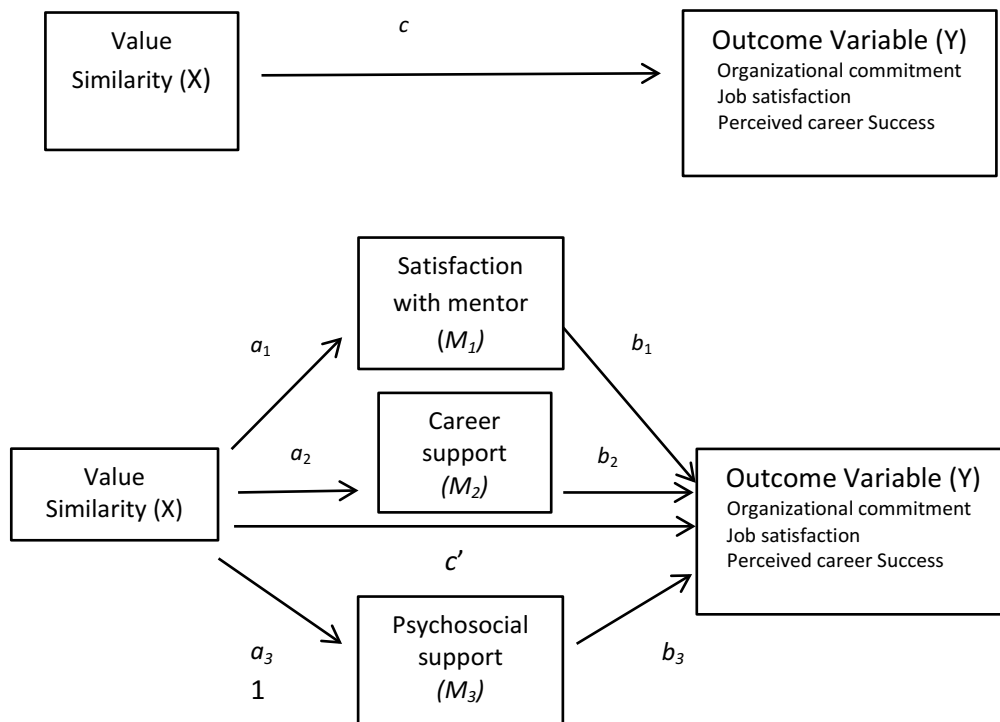 c
Value
Similarity (X)
Outcome Variable (Y)
Organizational commitment
Job satisfaction
Perceived career Success
Satisfaction
with mentor
(M₁)
a₁
b₁
Career
support
(M₂)
a₂
b₂
Value
Similarity (X)
Outcome Variable (Y)
Organizational commitment
Job satisfaction
Perceived career Success
c’
Psychosocial
support
(M₃)
a₃
1
b₃